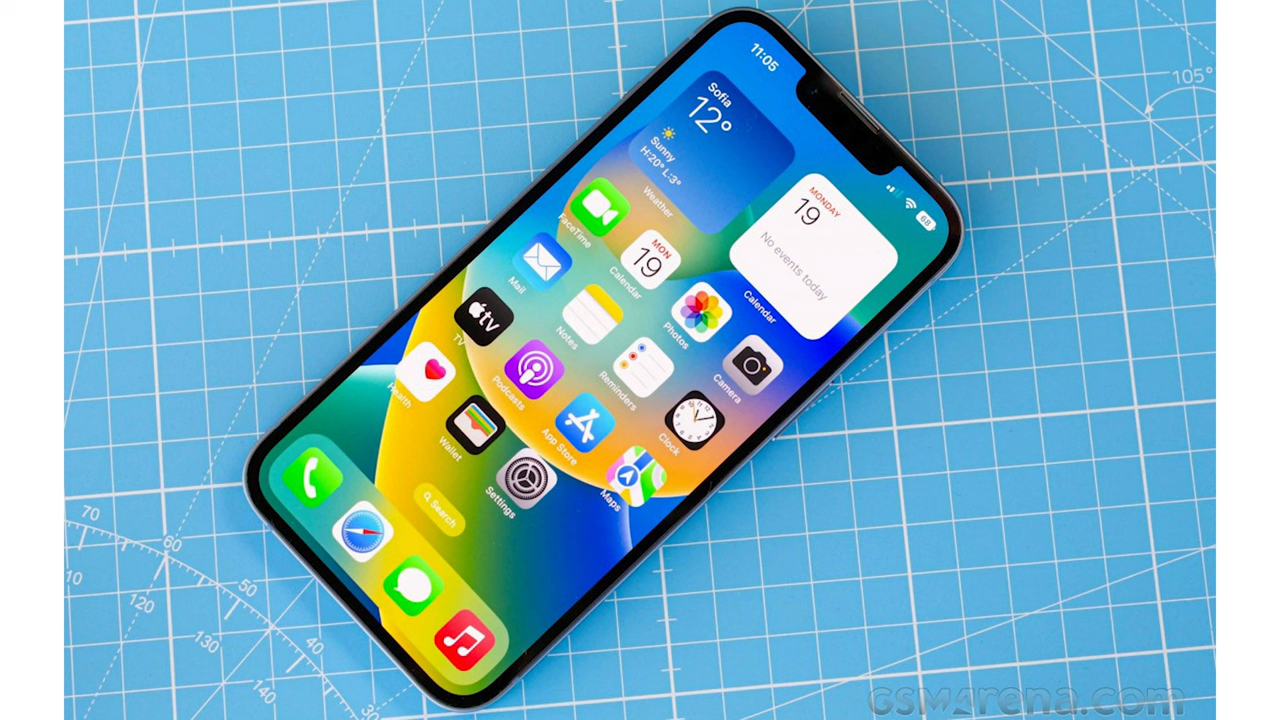 11:05
68
Sofia
12°
Sunny
H:20° L:3°
Weather
MONDAY
19
No events today
Calendar
FaceTime
MON
19
Calendar
Photos
Camera
Mail
Notes
Reminders
Clock
tv
TV
Podcasts
App Store
Maps
Health
Wallet
Settings
Search
105°
70
60
50
40
30
10
120
130
140
GSMArena.com